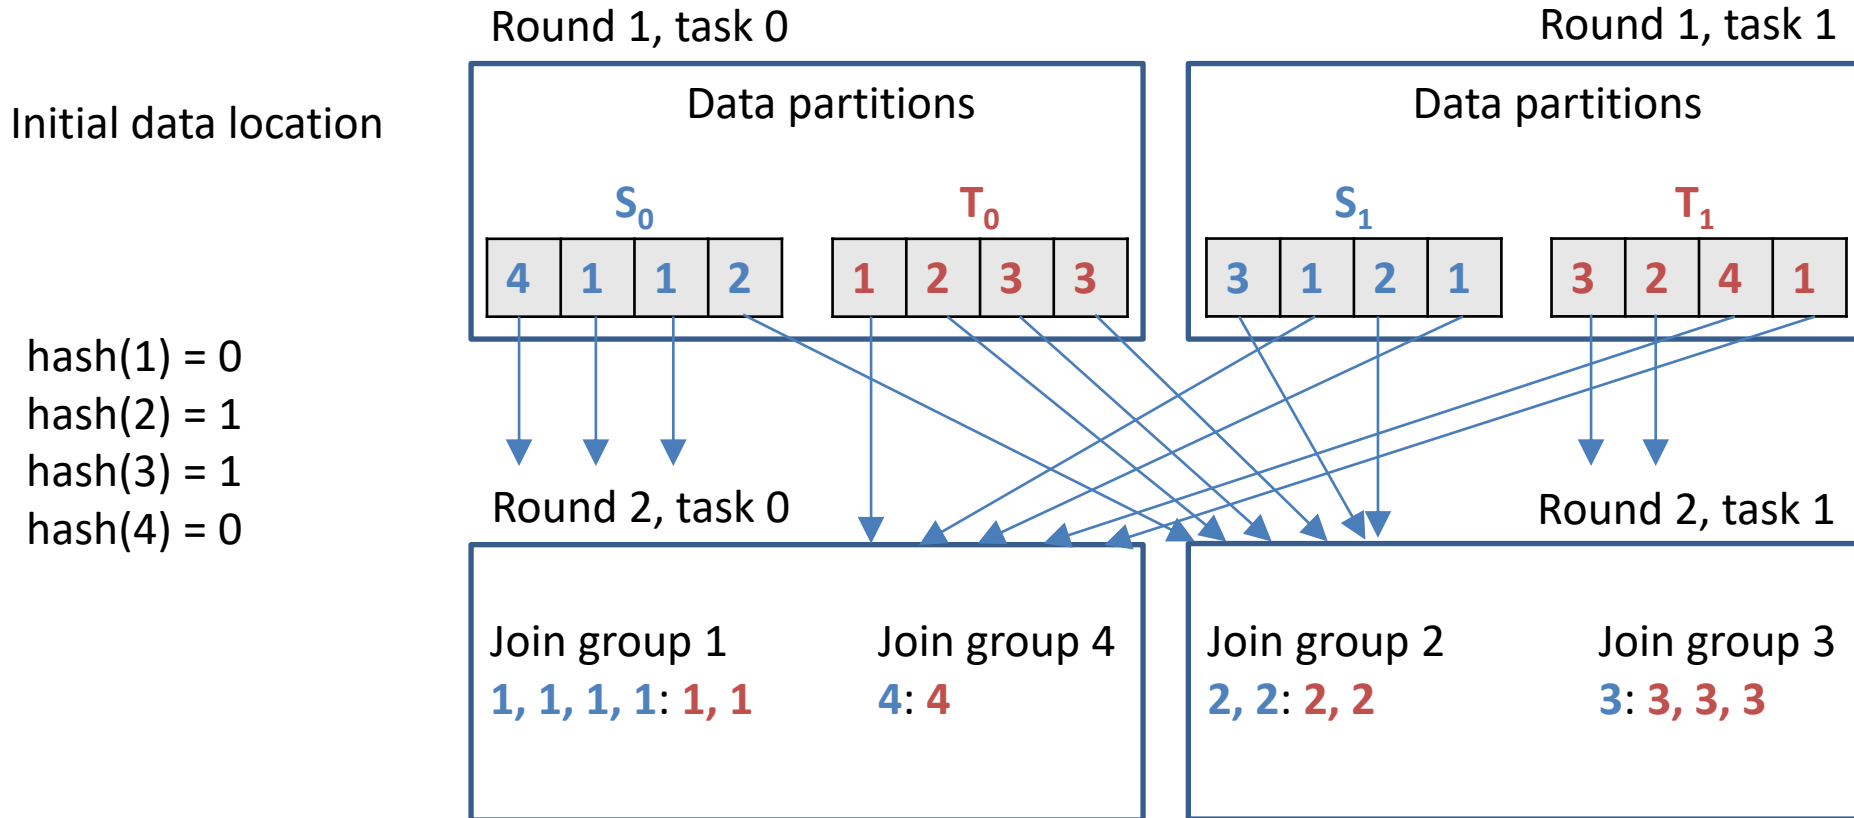 Round 1, task 0
Round 1, task 1
Initial data location
Data partitions
Data partitions
S0
T0
S1
T1
4 1 1 2
1 2 3 3
3 1 2 1
3 2 4 1
hash(1) = 0
hash(2) = 1
hash(3) = 1
hash(4) = 0
Round 2, task 0
Round 2, task 1
Join group 1
1, 1, 1, 1: 1, 1
Join group 4
4: 4
Join group 2
2, 2: 2, 2
Join group 3
3: 3, 3, 3